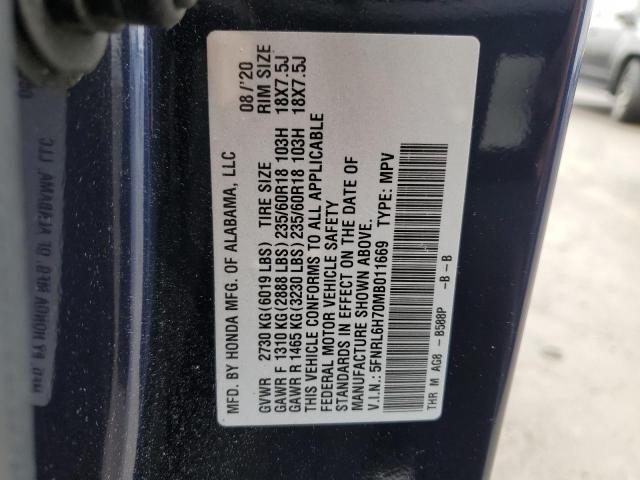 MFD. BY HONDA MFG. OF ALABAMA, LLC 08/'20
GVWR 2730 KG (6019 LBS) TIRE SIZE RIM SIZE
GAWR F 1310 KG (2888 LBS) 235/60R18 103H 18X7.5J
GAWR R 1465 KG (3230 LBS) 235/60R18 103H 18X7.5J
THIS VEHICLE CONFORMS TO ALL APPLICABLE
FEDERAL MOTOR VEHICLE SAFETY
STANDARDS IN EFFECT ON THE DATE OF
MANUFACTURE SHOWN ABOVE.
V.I.N.: 5FNRL6H70MB011669 TYPE: MPV
THR M AG8 - B588P -B-B